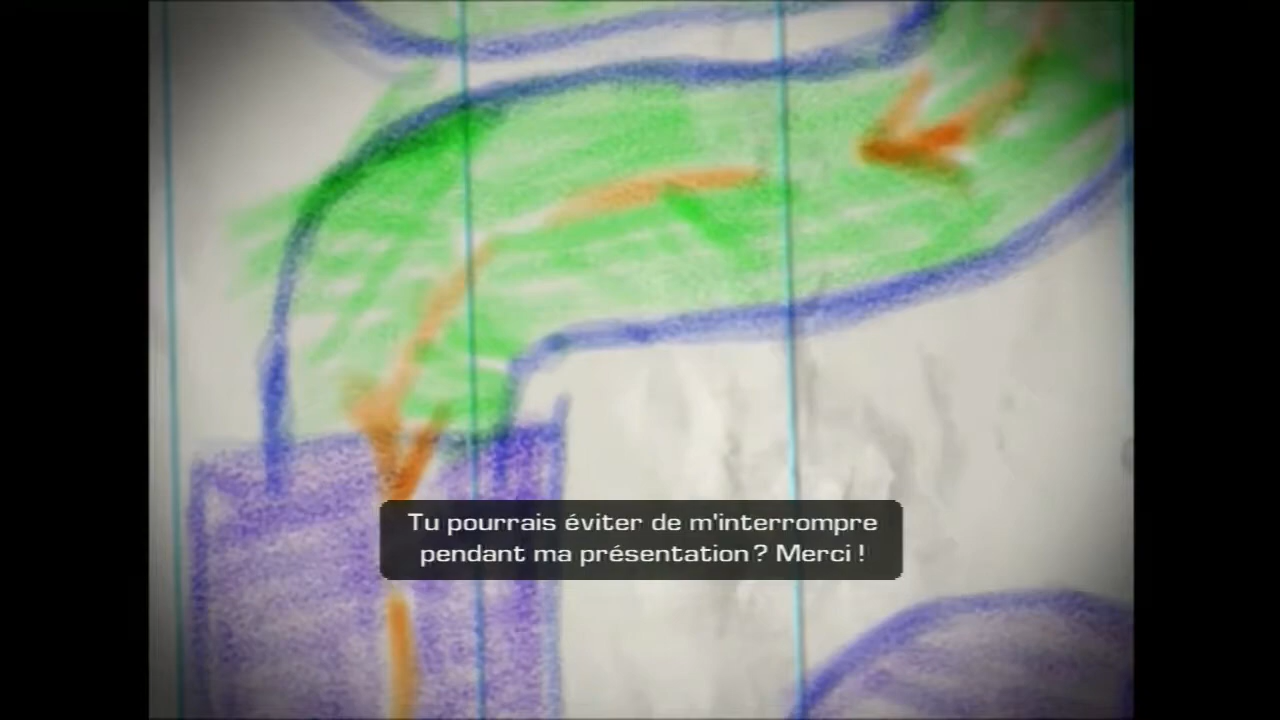 Tu pourrais éviter de m'interrompre
pendant ma présentation ? Merci !